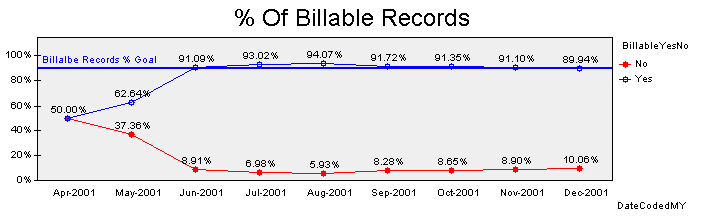 % Of Billable Records
100%
80%
60%
40%
20%
0%
Billalbe Records % Goal
50.00%
62.64%
91.09%
93.02%
94.07%
91.72%
91.35%
91.10%
89.94%
37.36%
8.91%
6.98%
5.93%
8.28%
8.65%
8.90%
10.06%
Apr-2001
May-2001
Jun-2001
Jul-2001
Aug-2001
Sep-2001
Oct-2001
Nov-2001
Dec-2001
BillableYesNo
No
Yes
DateCodedMY